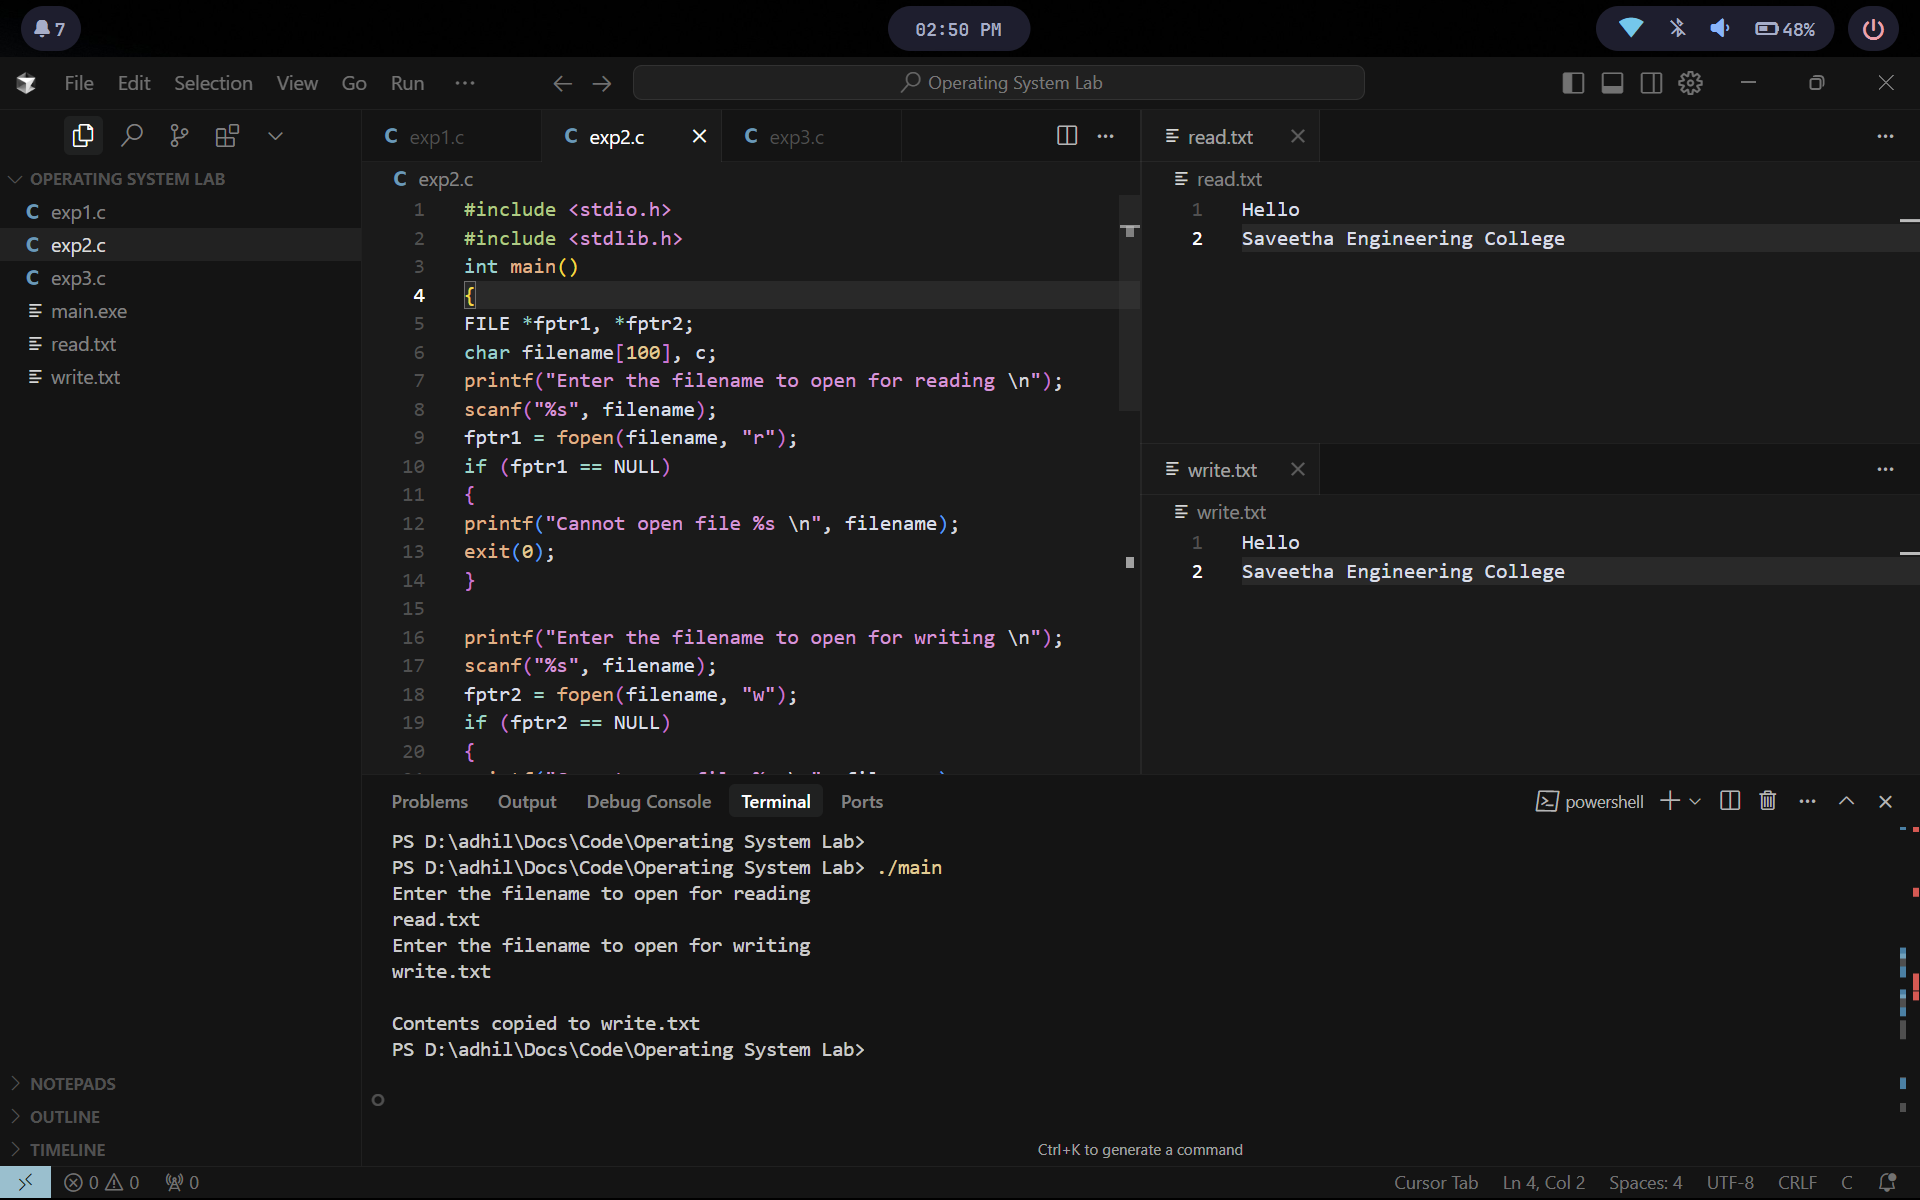 7
02:50 PM
48%
File Edit Selection View Go Run ···
Operating System Lab
OPERATING SYSTEM LAB
C exp1.c
C exp2.c
C exp3.c
main.exe
read.txt
write.txt
NOTEPADS
OUTLINE
TIMELINE
C exp1.c
C exp2.c
C exp3.c
C exp2.c
1 #include <stdio.h>
2 #include <stdlib.h>
3 int main()
4 {
5 FILE *fptr1, *fptr2;
6 char filename[100], c;
7 printf("Enter the filename to open for reading \n");
8 scanf("%s", filename);
9 fptr1 = fopen(filename, "r");
10 if (fptr1 == NULL)
11 {
12 printf("Cannot open file %s \n", filename);
13 exit(0);
14 }
15
16 printf("Enter the filename to open for writing \n");
17 scanf("%s", filename);
18 fptr2 = fopen(filename, "w");
19 if (fptr2 == NULL)
20 {
read.txt
read.txt
1 Hello
2 Saveetha Engineering College
write.txt
write.txt
1 Hello
2 Saveetha Engineering College
Problems Output Debug Console Terminal Ports
powershell
PS D:\adhil\Docs\Code\Operating System Lab>
PS D:\adhil\Docs\Code\Operating System Lab> ./main
Enter the filename to open for reading
read.txt
Enter the filename to open for writing
write.txt
Contents copied to write.txt
PS D:\adhil\Docs\Code\Operating System Lab>
Ctrl+K to generate a command
0 0 0
Cursor Tab Ln 4, Col 2 Spaces: 4 UTF-8 CRLF C